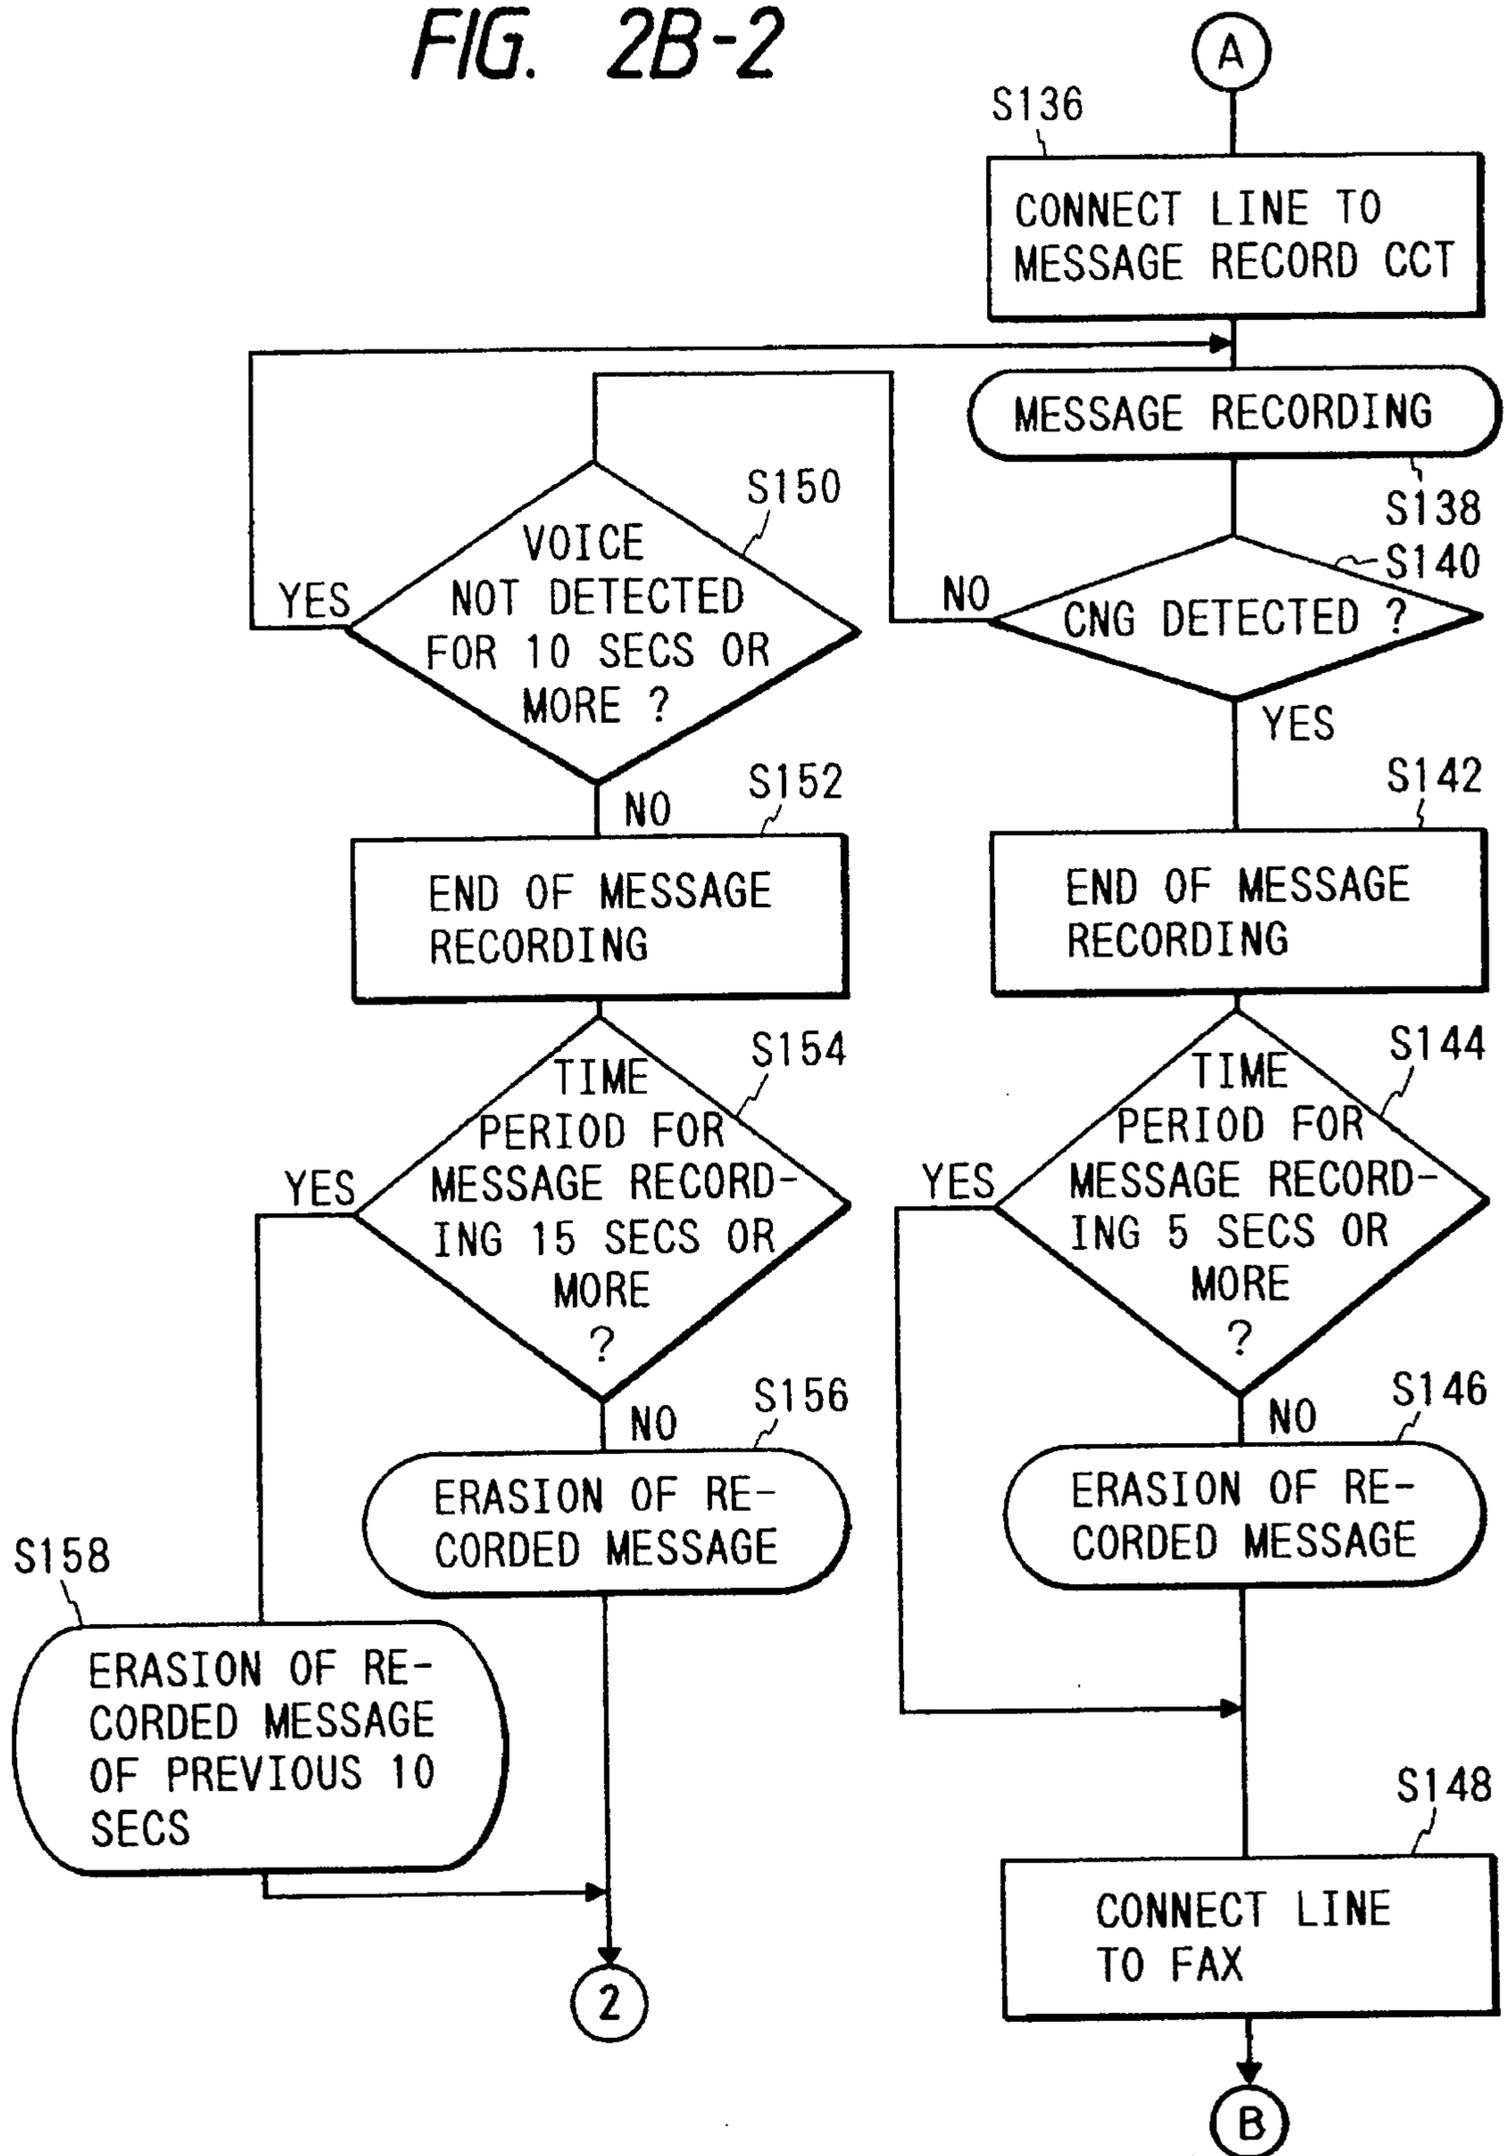 FIG. 2B-2
A
S136
CONNECT LINE TO
MESSAGE RECORD CCT
MESSAGE RECORDING
S138
S140
CNG DETECTED ?
NO
YES
S150
VOICE
NOT DETECTED
FOR 10 SECS OR
MORE ?
YES
NO
S152
END OF MESSAGE
RECORDING
S142
END OF MESSAGE
RECORDING
S154
TIME
PERIOD FOR
MESSAGE RECORD-
ING 15 SECS OR
MORE
?
YES
NO
S144
TIME
PERIOD FOR
MESSAGE RECORD-
ING 5 SECS OR
MORE
?
YES
NO
S156
ERASION OF RE-
CORDED MESSAGE
S146
ERASION OF RE-
CORDED MESSAGE
S158
ERASION OF RE-
CORDED MESSAGE
OF PREVIOUS 10
SECS
2
S148
CONNECT LINE
TO FAX
B